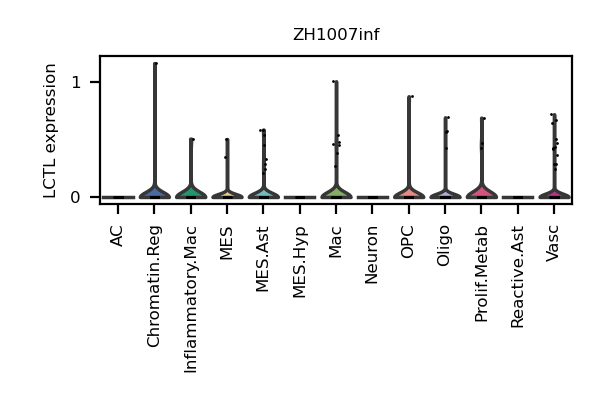 ZH1007inf
LCTL expression
1
0
AC
Chromatin.Reg
Inflammatory.Mac
MES
MES.Ast
MES.Hyp
Mac
Neuron
OPC
Oligo
Prolif.Metab
Reactive.Ast
Vasc